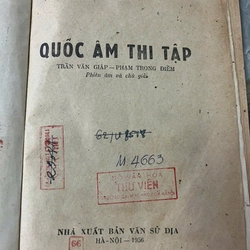 QUỐC ÂM THI TẬP
TRẦN VĂN GIÁP — PHẠM TRỌNG ĐIỀM
Phiên âm và chú giải
M 4663
THƯ VIỆN
NHÀ XUẤT BẢN VĂN SỬ ĐỊA
HÀ-NỘI — 1956
66